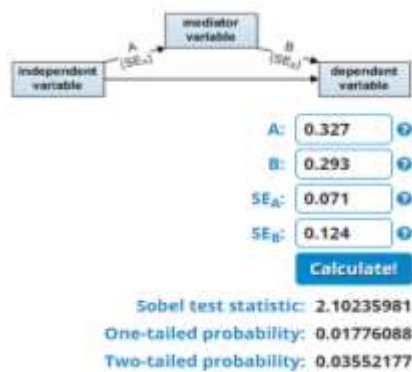 mediator
variable
A
(SEA)
B
(SEB)
independent
variable
dependent
variable
A: 0.327 ?
B: 0.293 ?
SEA: 0.071 ?
SEB: 0.124 ?
Calculate!
Sobel test statistic: 2.10235981
One-tailed probability: 0.01776088
Two-tailed probability: 0.03552177